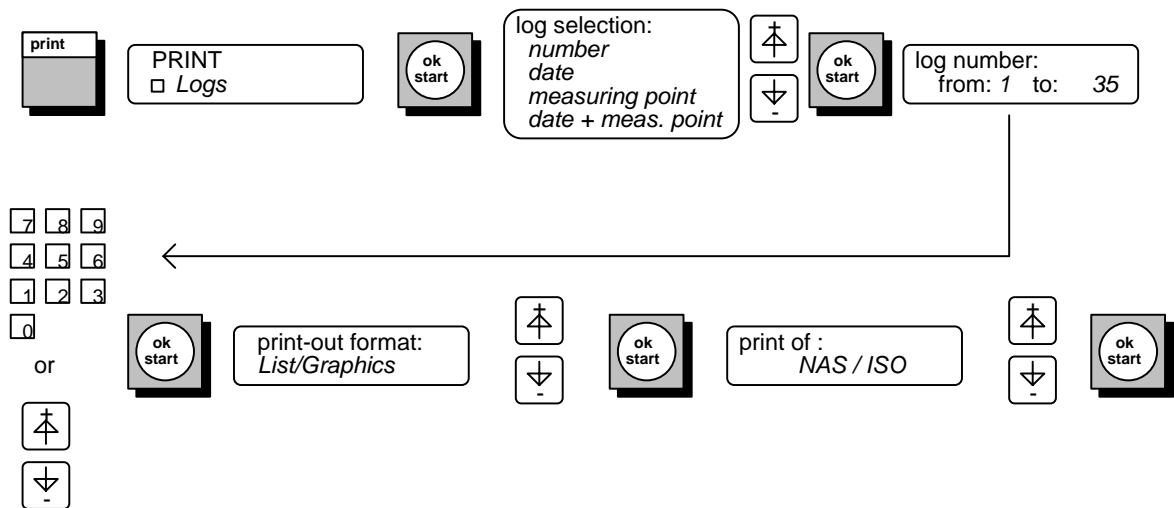 print
PRINT
□ Logs
ok
start
log selection:
number
date
measuring point
date + meas. point
+
-
ok
start
log number:
from: 1 to: 35
7 8 9
4 5 6
1 2 3
0
or
+
-
ok
start
print-out format:
List/Graphics
+
-
ok
start
print of :
NAS / ISO
+
-
ok
start